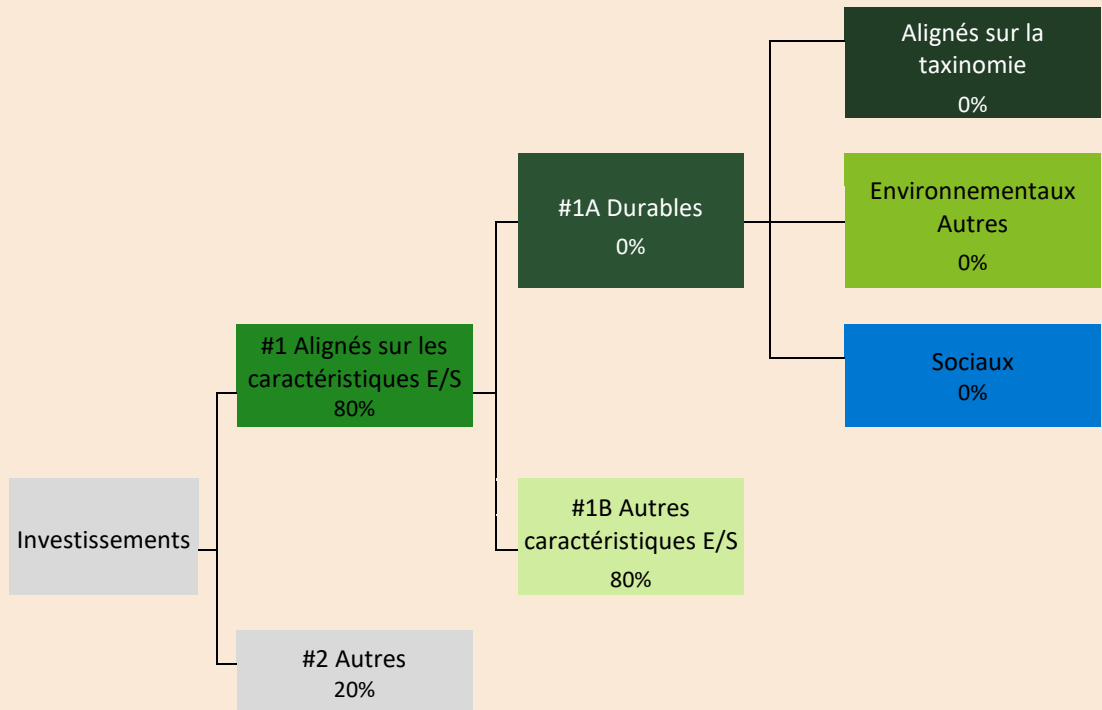 Alignés sur la
taxinomie
0%
Environnementaux
Autres
0%
Sociaux
0%
#1A Durables
0%
#1 Alignés sur les
caractéristiques E/S
80%
#1B Autres
caractéristiques E/S
80%
Investissements
#2 Autres
20%